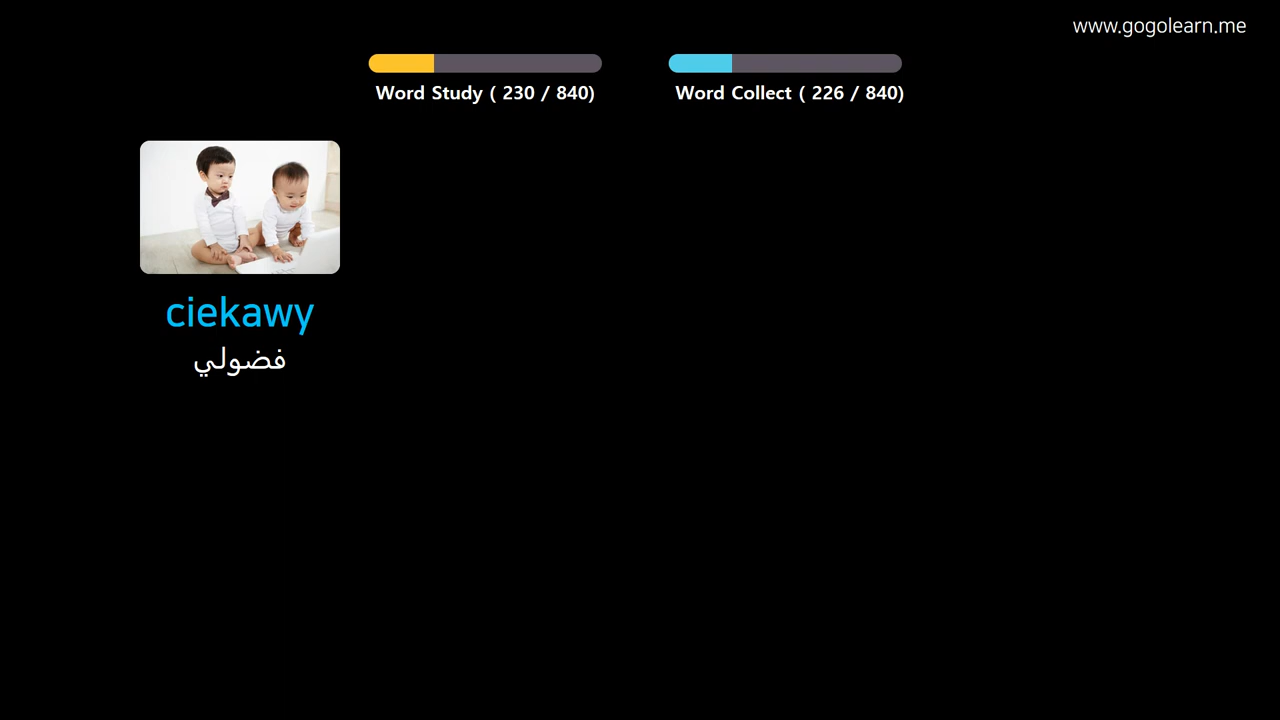 www.gogolearn.me
Word Study ( 230 / 840)
Word Collect ( 226 / 840)
ciekawy
فضولي